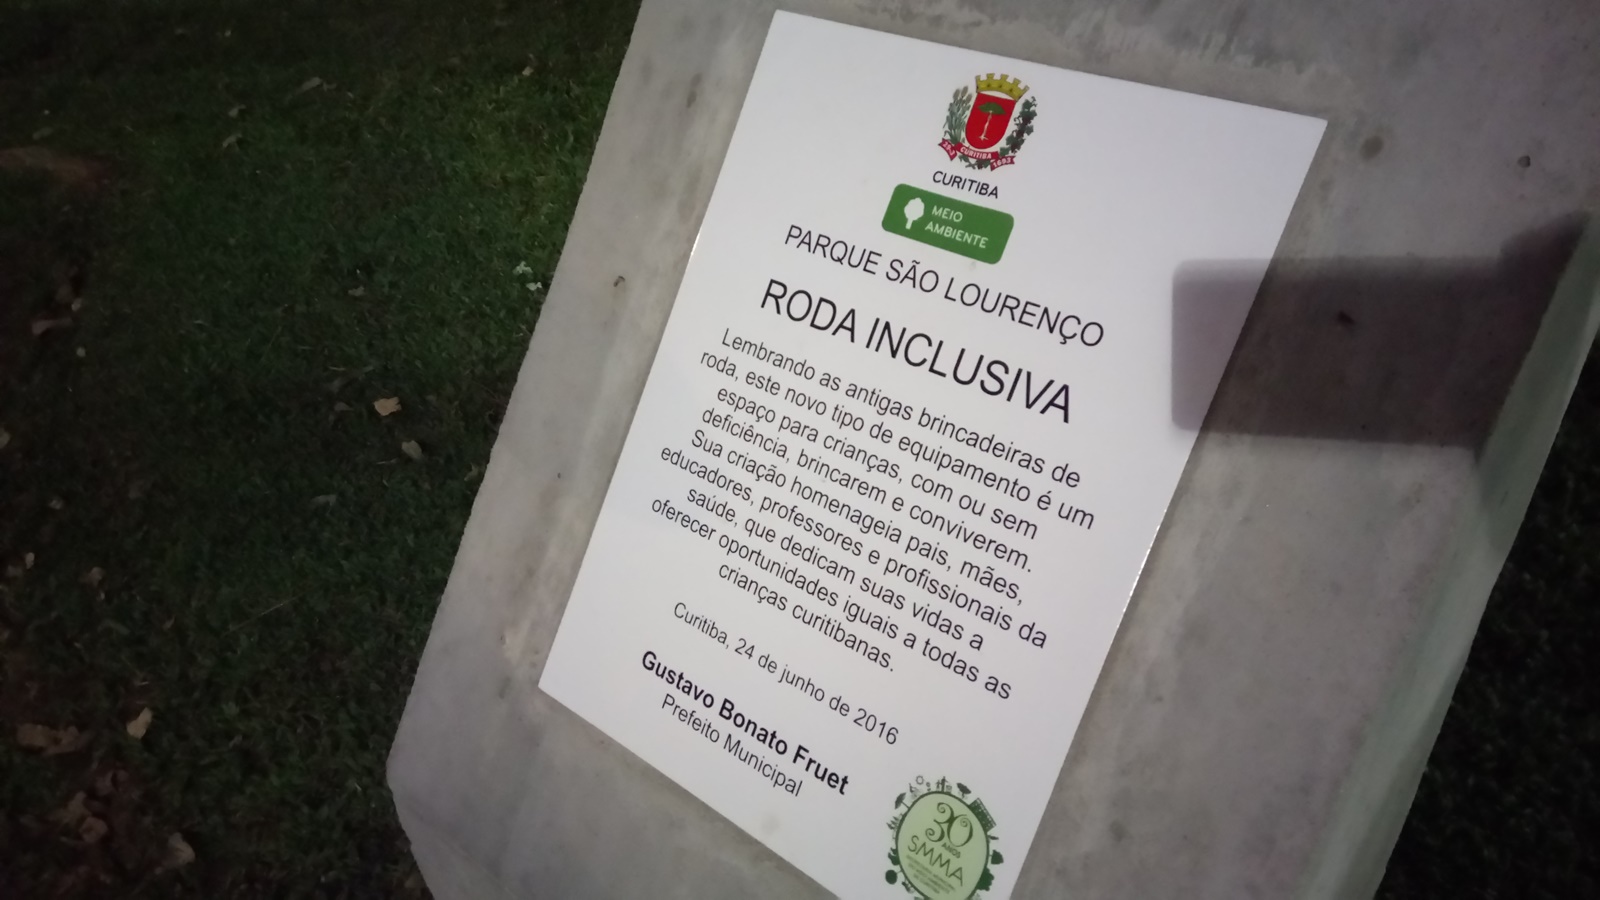 CURITIBA
1693
CURITIBA
MEIO
AMBIENTE
PARQUE SÃO LOURENÇO
RODA INCLUSIVA
Lembrando as antigas brincadeiras de
roda, este novo tipo de equipamento é um
espaço para crianças, com ou sem
deficiência, brincarem e conviverem.
Sua criação homenageia pais, mães,
educadores, professores e profissionais da
saúde, que dedicam suas vidas a
oferecer oportunidades iguais a todas as
crianças curitibanas.
Curitiba, 24 de junho de 2016
Gustavo Bonato Fruet
Prefeito Municipal
30
ANOS
SMMA